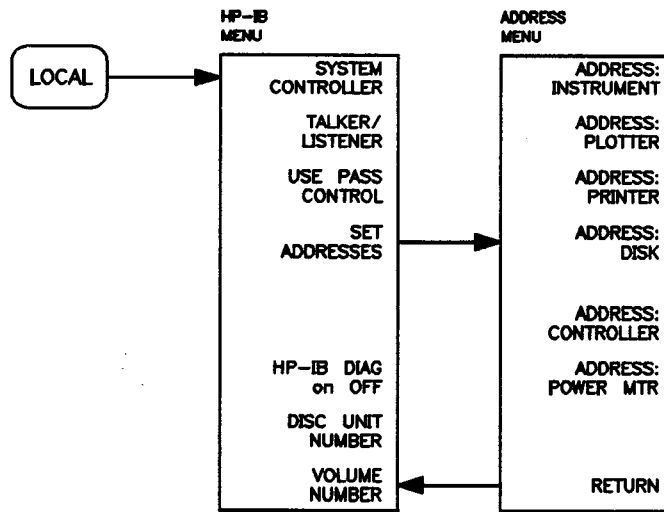 HP-IB
MENU
LOCAL
SYSTEM
CONTROLLER
TALKER/
LISTENER
USE PASS
CONTROL
SET
ADDRESSES
HP-IB DIAG
on OFF
DISC UNIT
NUMBER
VOLUME
NUMBER
ADDRESS
MENU
ADDRESS:
INSTRUMENT
ADDRESS:
PLOTTER
ADDRESS:
PRINTER
ADDRESS:
DISK
ADDRESS:
CONTROLLER
ADDRESS:
POWER MTR
RETURN